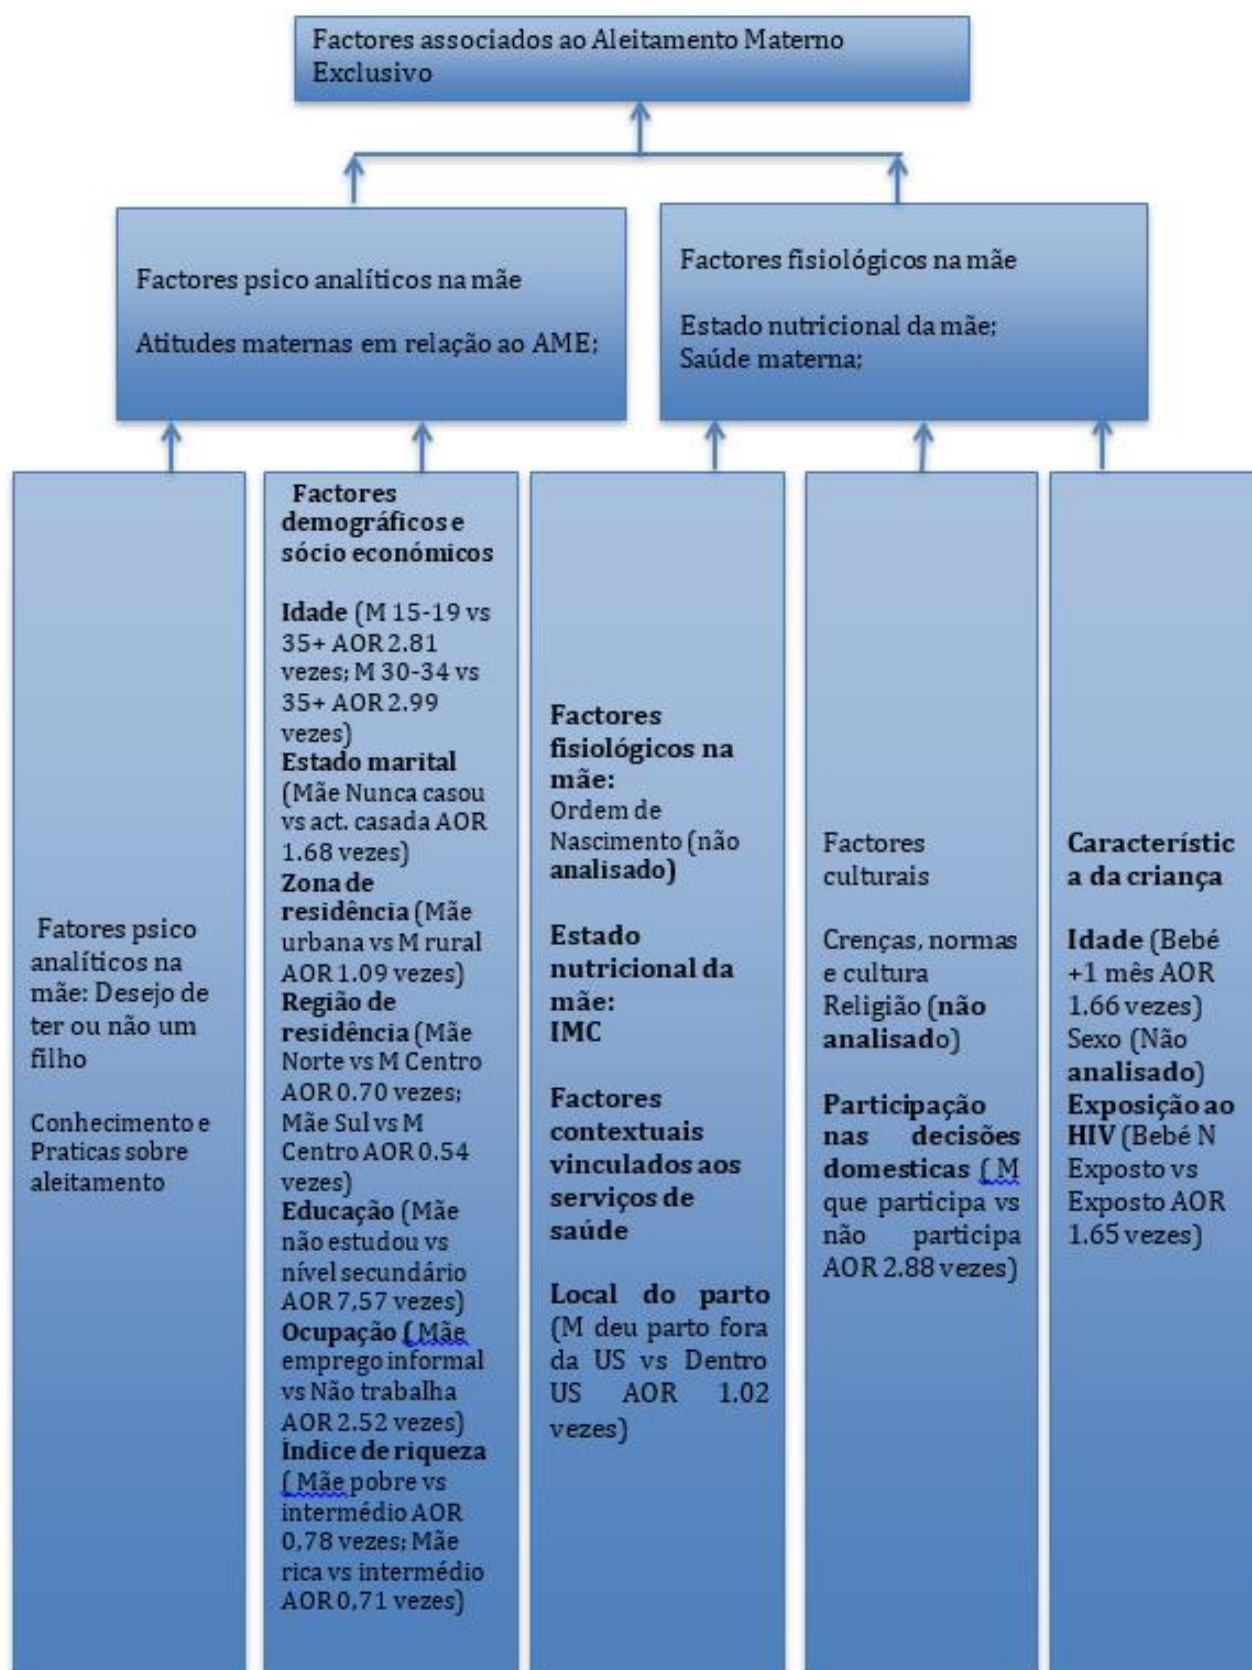 Factores associados ao Aleitamento Materno
Exclusivo
Factores psico analíticos na mãe
Atitudes maternas em relação ao AME;
Factores fisiológicos na mãe
Estado nutricional da mãe;
Saúde materna;
Fatores psico
analíticos na
mãe: Desejo de
ter ou não um
filho
Conhecimento e
Praticas sobre
aleitamento
Factores
demográficos e
sócio económicos
Idade (M 15-19 vs
35+ AOR 2.81
vezes; M 30-34 vs
35+ AOR 2.99
vezes)
Estado marital
(Mãe Nunca casou
vs act. casada AOR
1.68 vezes)
Zona de
residência (Mãe
urbana vs M rural
AOR 1.09 vezes)
Região de
residência (Mãe
Norte vs M Centro
AOR 0.70 vezes;
Mãe Sul vs M
Centro AOR 0.54
vezes)
Educação (Mãe
não estudou vs
nível secundário
AOR 7,57 vezes)
Ocupação ( Mãe
emprego informal
vs Não trabalha
AOR 2.52 vezes)
Índice de riqueza
( Mãe pobre vs
intermédio AOR
0,78 vezes; Mãe
rica vs intermédio
AOR 0,71 vezes)
Factores
fisiológicos na
mãe:
Ordem de
Nascimento (não
analisado)
Estado
nutricional da
mãe:
IMC
Factores
contextuais
vinculados aos
serviços de
saúde
Local do parto
(M deu parto fora
da US vs Dentro
US AOR 1.02
vezes)
Factores
culturais
Crenças, normas
e cultura
Religião (não
analisado)
Participação
nas decisões
domesticas ( M
que participa vs
não participa
AOR 2.88 vezes)
Característic
a da criança
Idade (Bebé
+1 mês AOR
1.66 vezes)
Sexo (Não
analisado)
Exposição ao
HIV (Bebé N
Exposto vs
Exposto AOR
1.65 vezes)